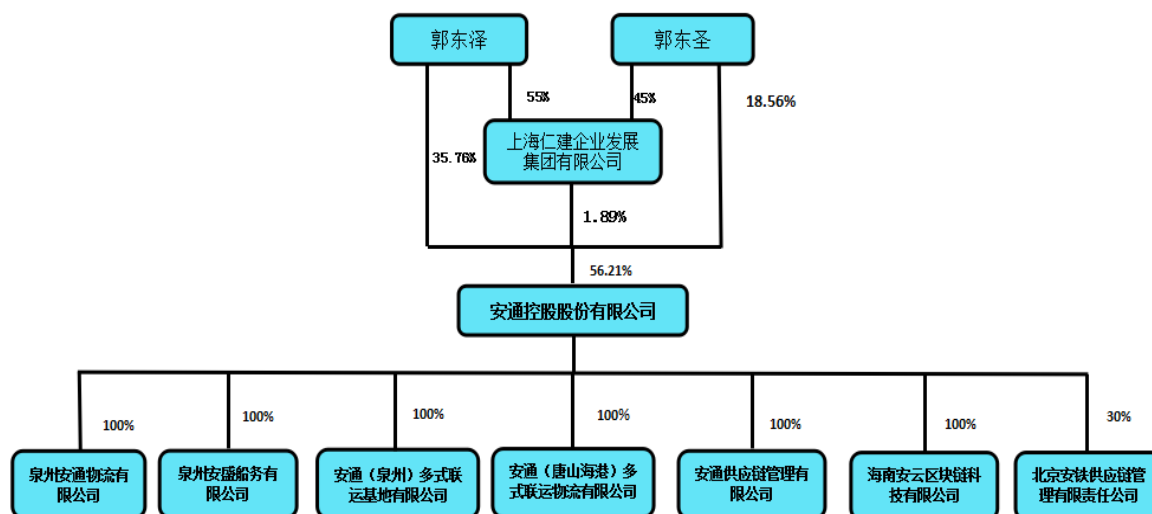 郭东泽
郭东圣
55%
45%
18.56%
上海仁建企业发展
集团有限公司
35.76%
1.89%
56.21%
安通控股股份有限公司
100%
100%
100%
100%
100%
100%
30%
泉州安通物流有
限公司
泉州安盛船务有
限公司
安通（泉州）多式联
运基地有限公司
安通（唐山海港）多
式联运物流有限公司
安通供应链管理有
限公司
海南安云区块链科
技有限公司
北京安铁供应链管
理有限责任公司